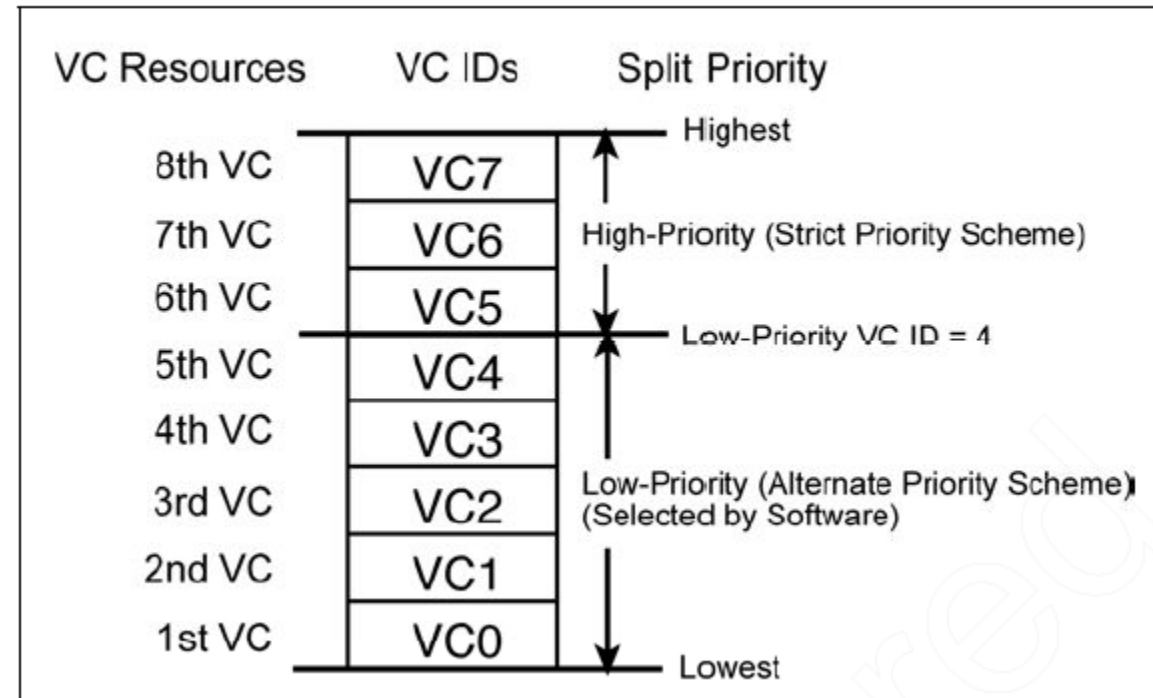 VC Resources VC IDs Split Priority
Highest
8th VC VC7
7th VC VC6 High-Priority (Strict Priority Scheme)
6th VC VC5
Low-Priority VC ID = 4
5th VC VC4
4th VC VC3
3rd VC VC2 Low-Priority (Alternate Priority Scheme)
(Selected by Software)
2nd VC VC1
1st VC VC0
Lowest
red